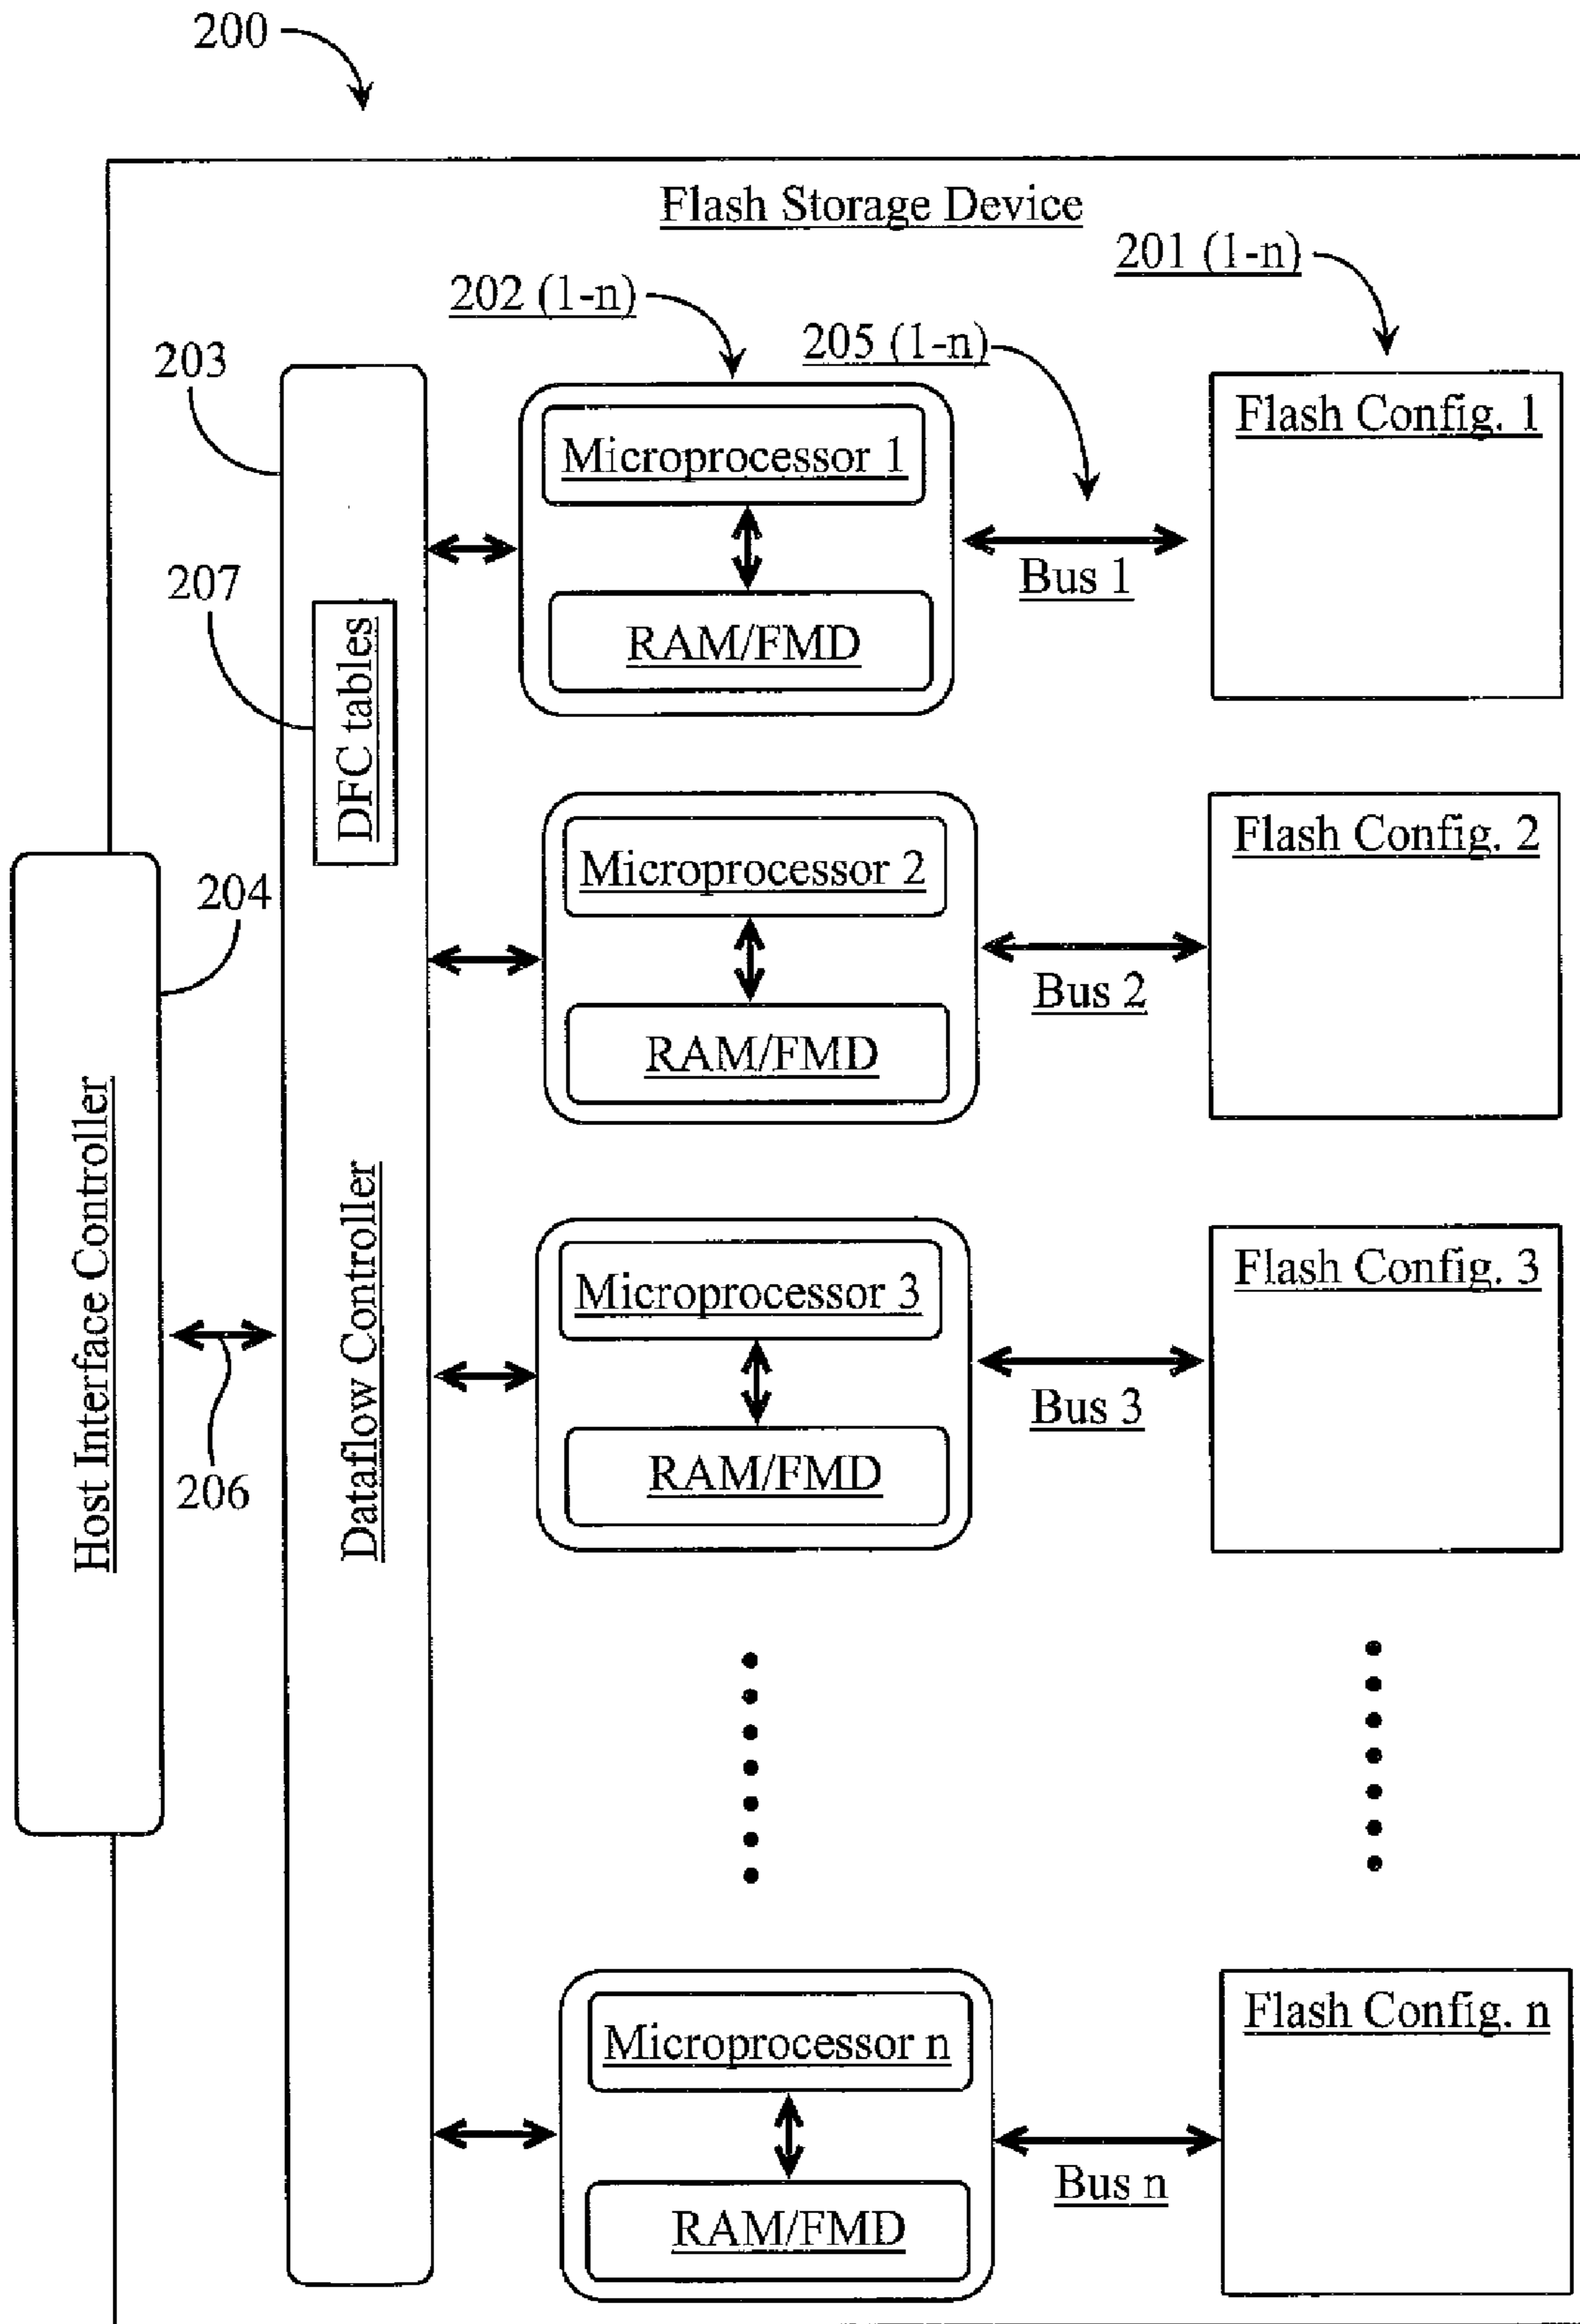 200
Flash Storage Device
201 (1-n)
202 (1-n)
205 (1-n)
203
Flash Config. 1
Microprocessor 1
Bus 1
207
RAM/FMD
DFC tables
Flash Config. 2
Microprocessor 2
204
Bus 2
RAM/FMD
Host Interface Controller
Dataflow Controller
Flash Config. 3
Microprocessor 3
Bus 3
RAM/FMD
206
Flash Config. n
Microprocessor n
Bus n
RAM/FMD